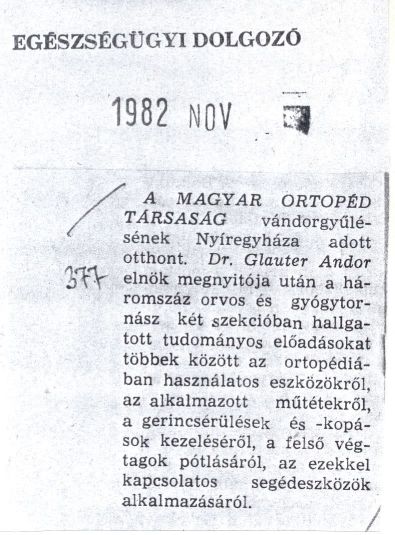 EGÉSZSÉGÜGYI DOLGOZÓ
1982 NOV
A MAGYAR ORTOPÉD
TÁRSASÁG vándorgyűlé-
sének Nyíregyháza adott
otthont. Dr. Glauter Andor
elnök megnyitója után a há-
romszáz orvos és gyógytor-
nász két szekcióban hallga-
tott tudományos előadásokat
többek között az ortopédiá-
ban használatos eszközökről,
az alkalmazott műtétekről,
a gerincsérülések és -kopá-
sok kezeléséről, a felső vég-
tagok pótlásáról, az ezekkel
kapcsolatos segédeszközök
alkalmazásáról.
377